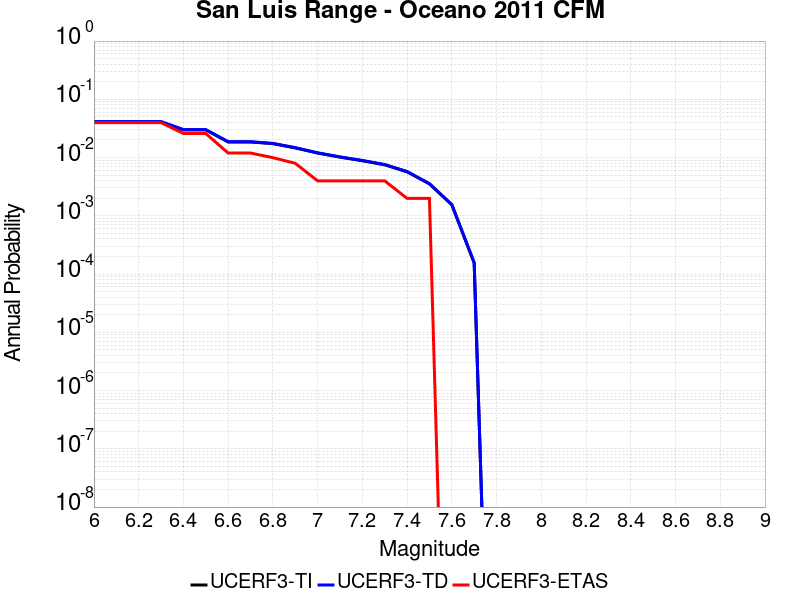 San Luis Range - Oceano 2011 CFM
10^0
10^-1
10^-2
10^-3
10^-4
10^-5
10^-6
10^-7
10^-8
Annual Probability
6 6.2 6.4 6.6 6.8 7 7.2 7.4 7.6 7.8 8 8.2 8.4 8.6 8.8 9
Magnitude
UCERF3-TI UCERF3-TD UCERF3-ETAS